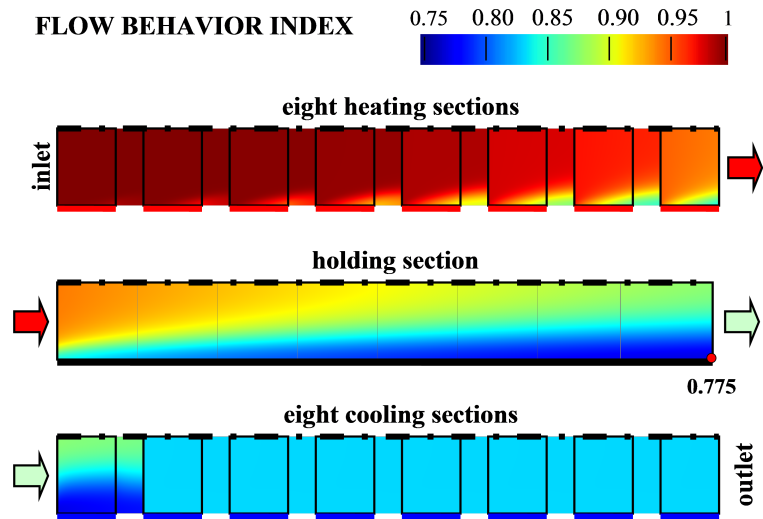 FLOW BEHAVIOR INDEX
0.75 0.80 0.85 0.90 0.95 1
eight heating sections
inlet
holding section
0.775
eight cooling sections
outlet